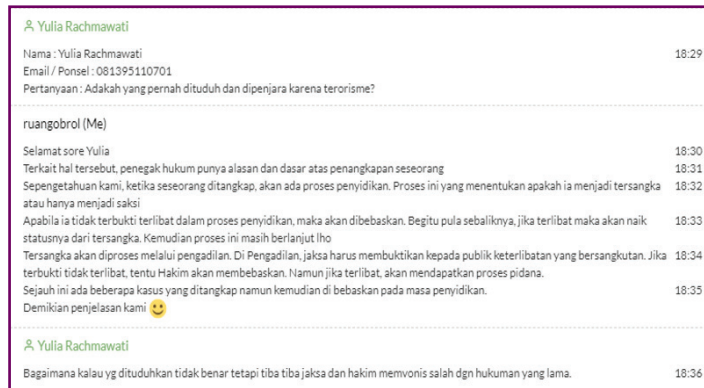 Yulia Rachmawati
Nama : Yulia Rachmawati 18:29
Email / Ponsel : 081395110701
Pertanyaan : Adakah yang pernah dituduh dan dipenjara karena terorisme?
ruangobrol (Me)
Selamat sore Yulia 18:30
Terkait hal tersebut, penegak hukum punya alasan dan dasar atas penangkapan seseorang 18:31
Sepengetahuan kami, ketika seseorang ditangkap, akan ada proses penyidikan. Proses ini yang menentukan apakah ia menjadi tersangka 18:32
atau hanya menjadi saksi
Apabila ia tidak terbukti terlibat dalam proses penyidikan, maka akan dibebaskan. Begitu pula sebaliknya, jika terlibat maka akan naik 18:33
statusnya dari tersangka. Kemudian proses ini masih berlanjut lho
Tersangka akan diproses melalui pengadilan. Di Pengadilan, jaksa harus membuktikan kepada publik keterlibatan yang bersangkutan. Jika 18:34
terbukti tidak terlibat, tentu Hakim akan membebaskan. Namun jika terlibat, akan mendapatkan proses pidana.
Sejauh ini ada beberapa kasus yang ditangkap namun kemudian di bebaskan pada masa penyidikan. 18:35
Demikian penjelasan kami 🙂
Yulia Rachmawati
Bagaimana kalau yg dituduhkan tidak benar tetapi tiba tiba jaksa dan hakim memvonis salah dgn hukuman yang lama. 18:36